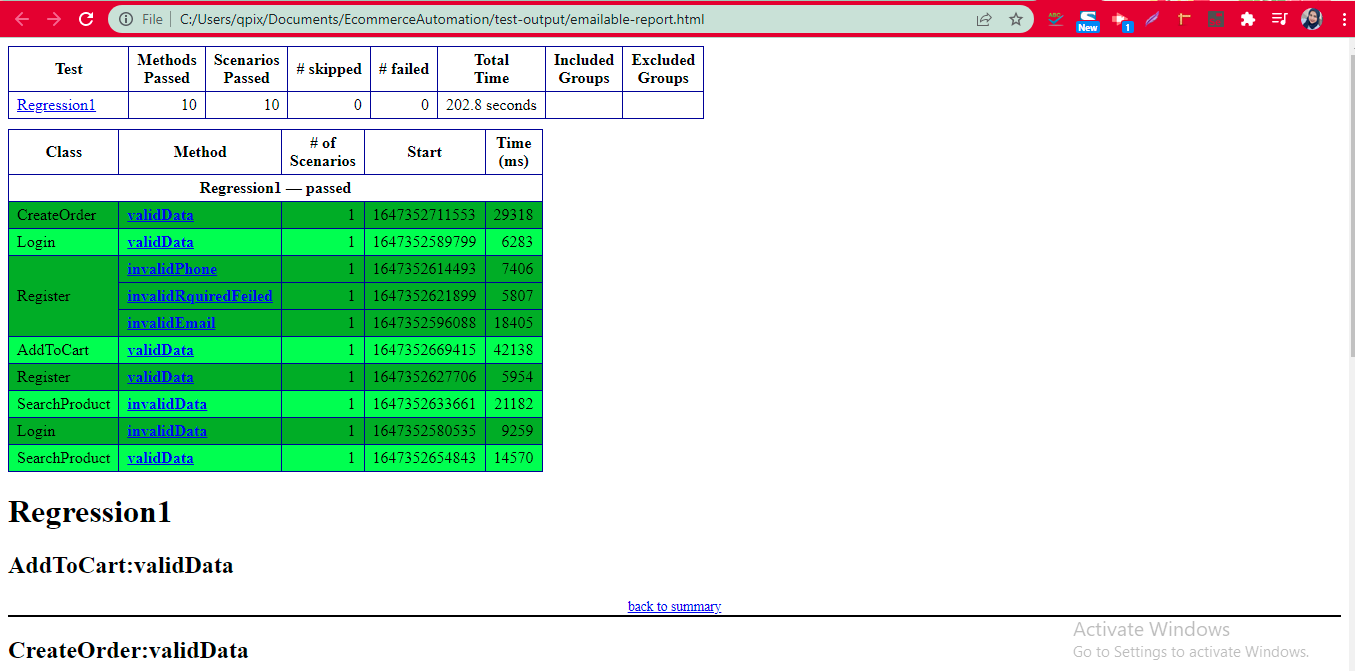 File C:/Users/qpix/Documents/EcommerceAutomation/test-output/emailable-report.html
ABC
New
1
Test Methods Passed Scenarios Passed # skipped # failed Total Time Included Groups Excluded Groups
Regression1 10 10 0 0 202.8 seconds
Class Method # of Scenarios Start Time (ms)
Regression1 — passed
CreateOrder validData 1 1647352711553 29318
Login validData 1 1647352589799 6283
Register invalidPhone 1 1647352614493 7406
invalidRquiredFeiled 1 1647352621899 5807
invalidEmail 1 1647352596088 18405
AddToCart validData 1 1647352669415 42138
Register validData 1 1647352627706 5954
SearchProduct invalidData 1 1647352633661 21182
Login invalidData 1 1647352580535 9259
SearchProduct validData 1 1647352654843 14570
Regression1
AddToCart:validData
back to summary
CreateOrder:validData
Activate Windows
Go to Settings to activate Windows.